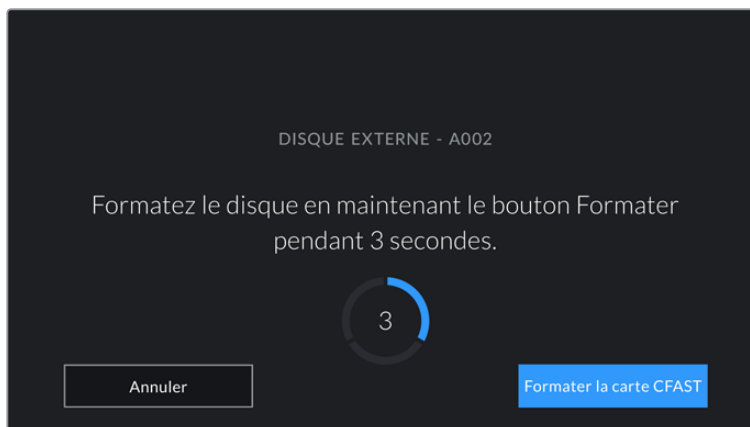 DISQUE EXTERNE - A002
Formatez le disque en maintenant le bouton Formater
pendant 3 secondes.
3
Annuler
Formater la carte CFAST